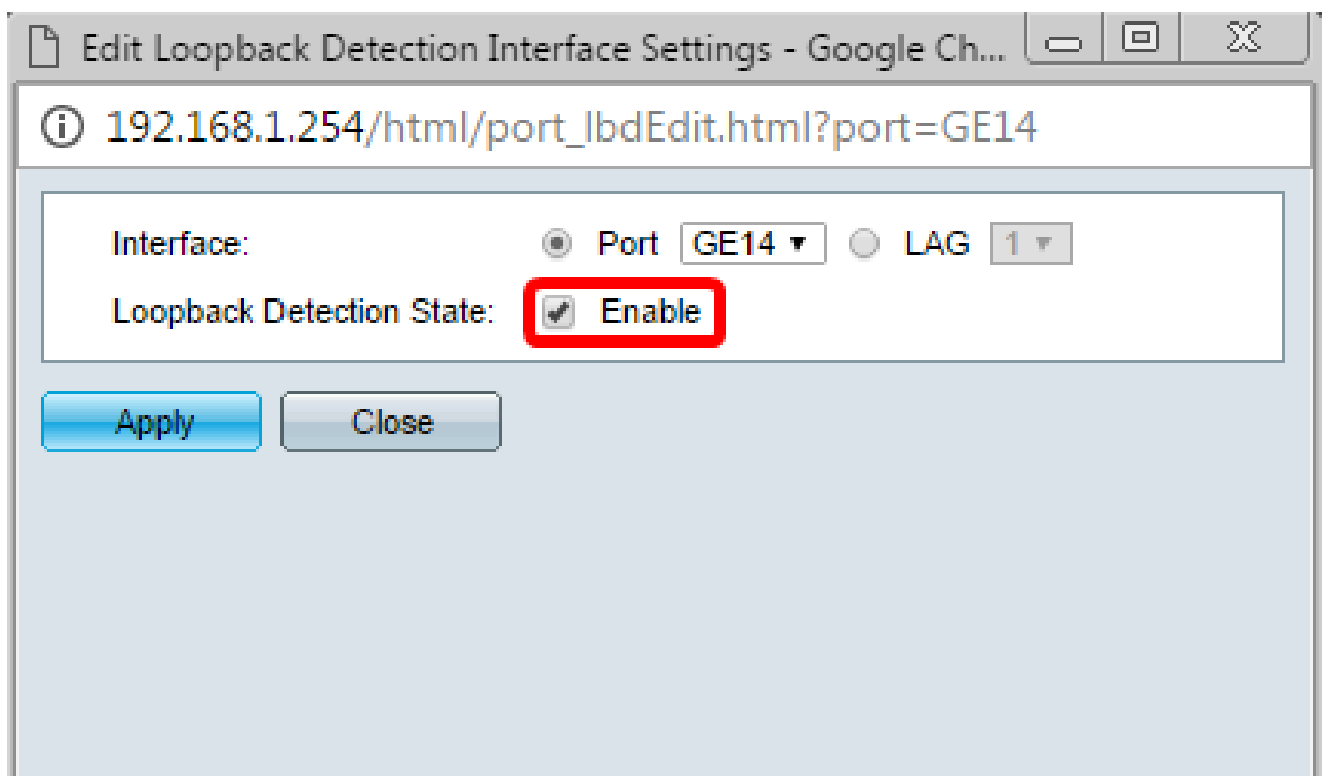 Edit Loopback Detection Interface Settings - Google Ch...
192.168.1.254/html/port_lbdEdit.html?port=GE14
Interface: Port GE14 LAG 1
Loopback Detection State: Enable
Apply Close